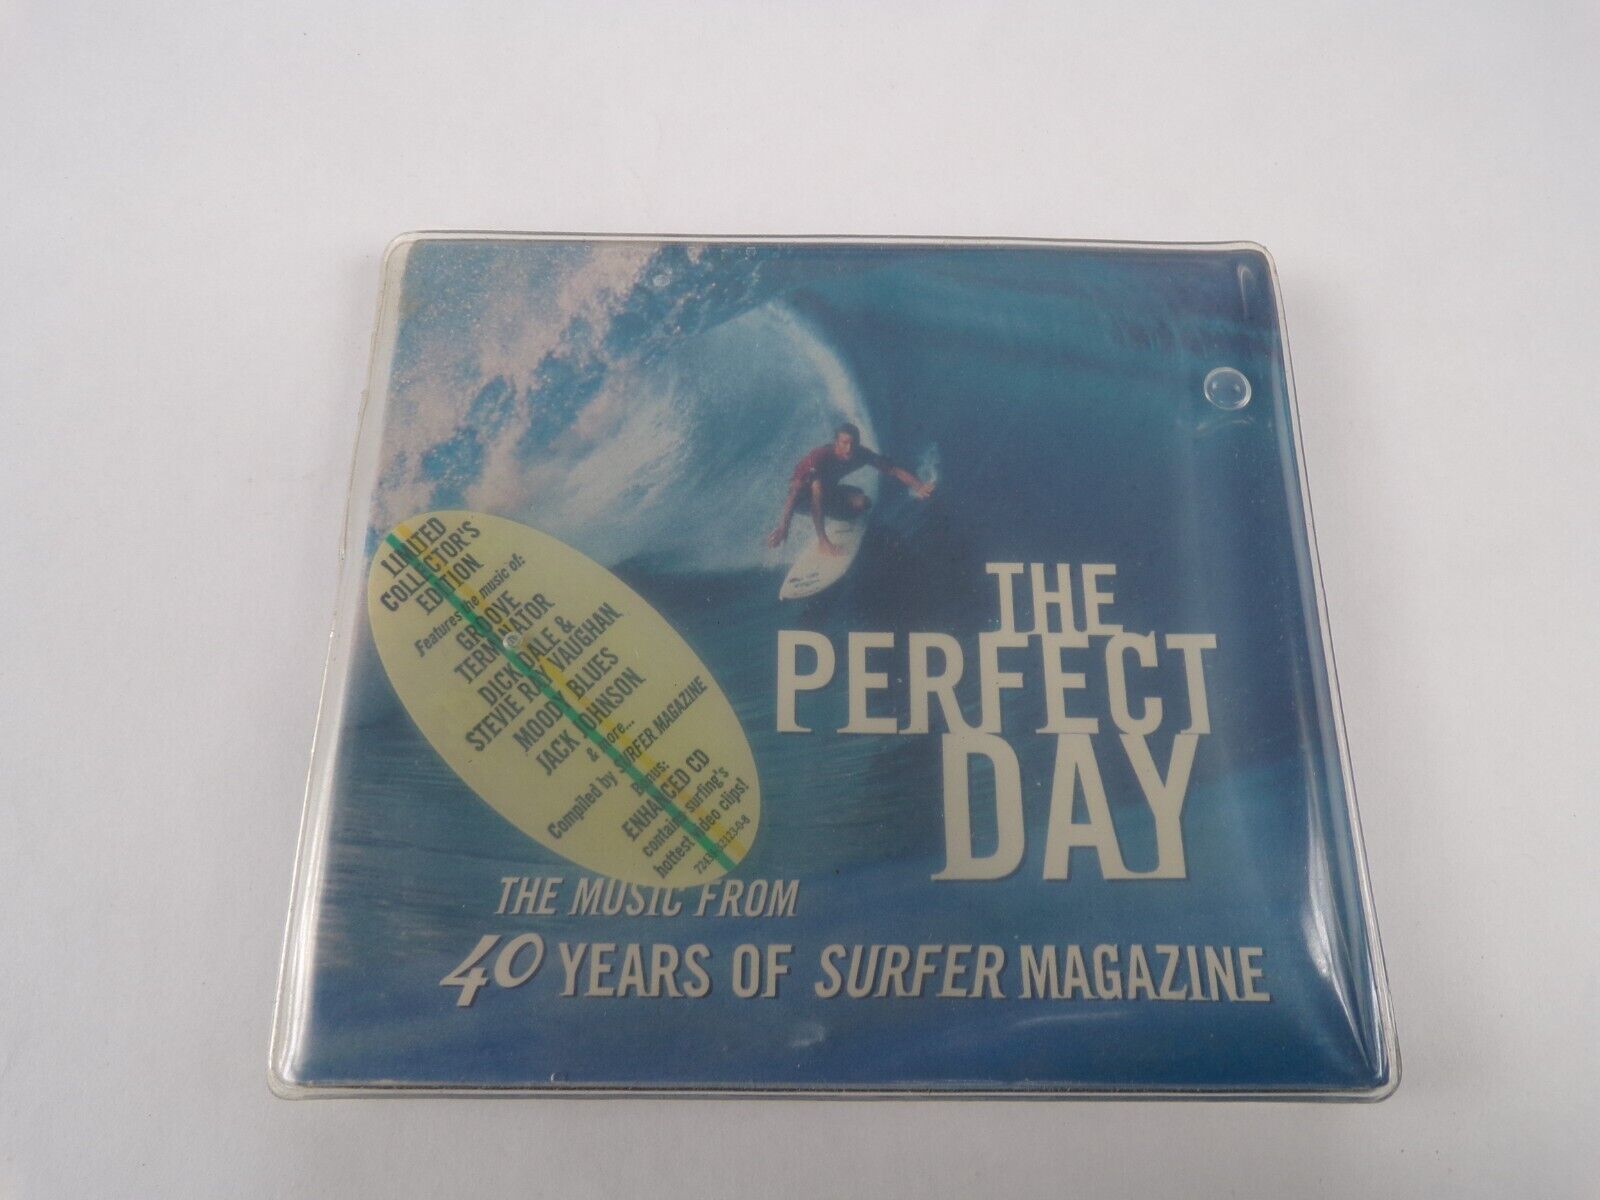 LIMITED
COLLECTOR'S
EDITION
Features the music of:
GROOVE
TERMINATOR
DICK DALE &
STEVIE RAY VAUGHAN
MOODY BLUES
JACK JOHNSON
& more...
Compiled by SURFER MAGAZINE
Bonus:
ENHANCED CD
contains surfing's
hottest video clips!
THE
PERFECT
DAY
THE MUSIC FROM
40 YEARS OF SURFER MAGAZINE